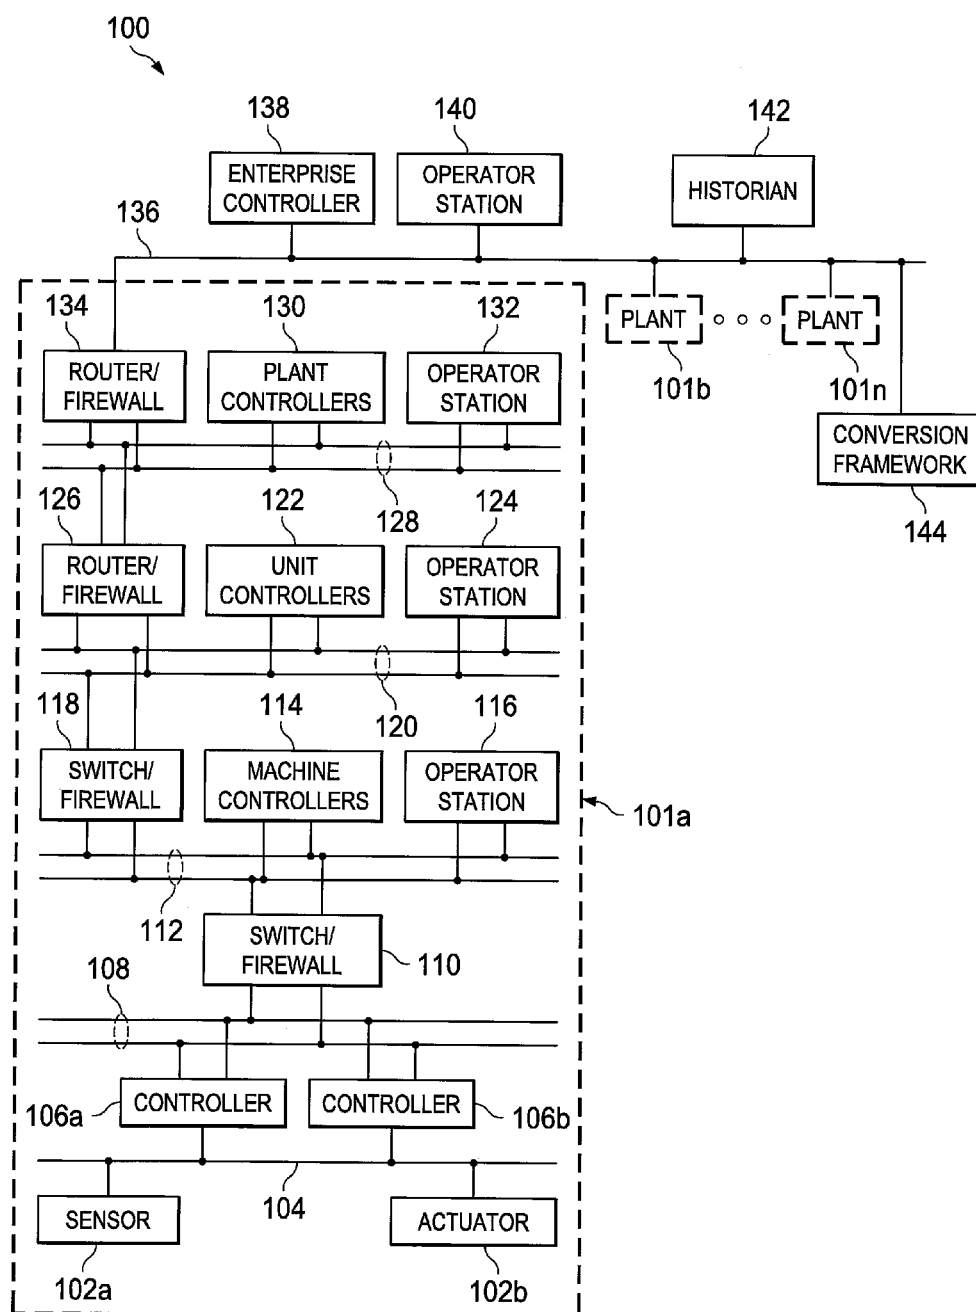 100
138
140
142
ENTERPRISE
CONTROLLER
OPERATOR
STATION
HISTORIAN
136
134
130
132
PLANT
PLANT
101b
101n
ROUTER/
FIREWALL
PLANT
CONTROLLERS
OPERATOR
STATION
CONVERSION
FRAMEWORK
144
126
122
128
124
ROUTER/
FIREWALL
UNIT
CONTROLLERS
OPERATOR
STATION
118
114
120
116
SWITCH/
FIREWALL
MACHINE
CONTROLLERS
OPERATOR
STATION
101a
112
SWITCH/
FIREWALL
110
108
106a
CONTROLLER
CONTROLLER
106b
104
SENSOR
ACTUATOR
102a
102b